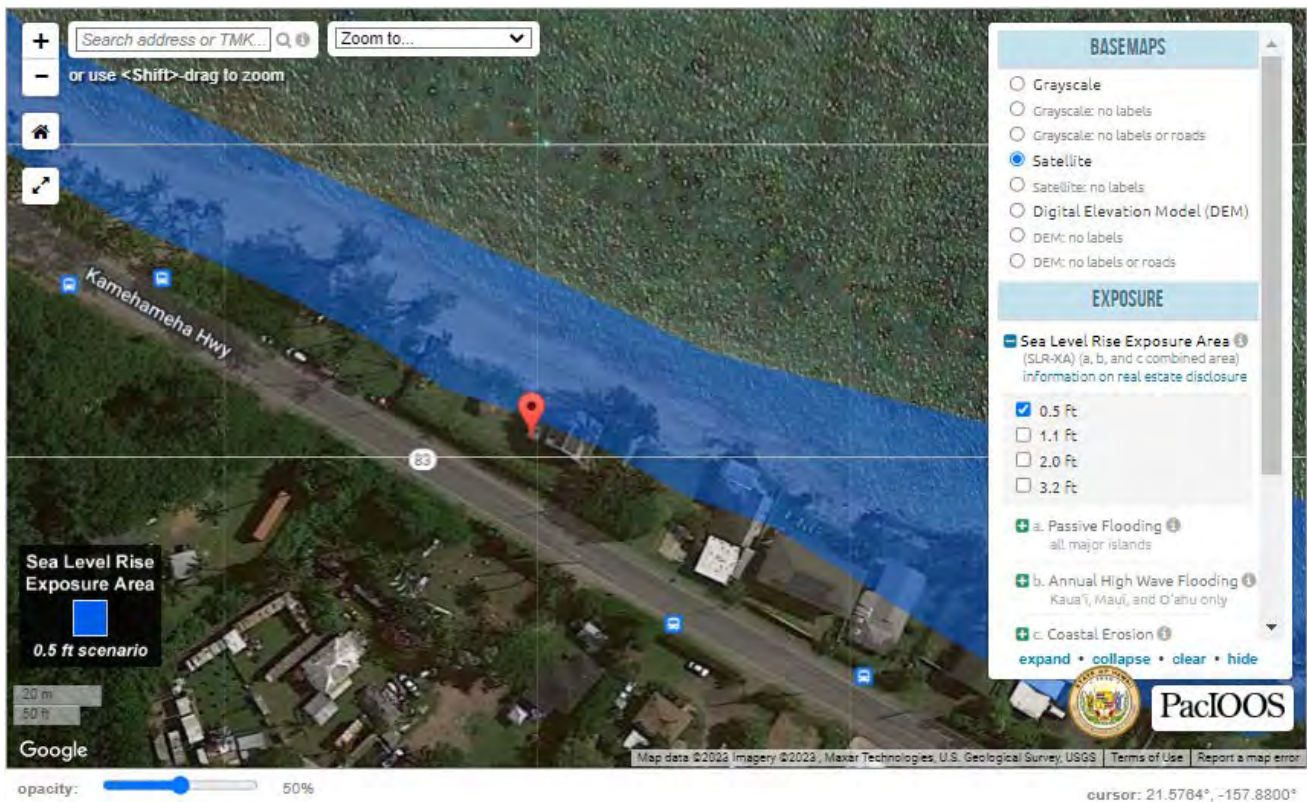 +
Search address or TMK...
Zoom to...
−
or use <Shift>-drag to zoom
Kamehameha Hwy
83
Sea Level Rise
Exposure Area
0.5 ft scenario
20 m
50 ft
Google
BASEMAPS
Grayscale
Grayscale: no labels
Grayscale: no labels or roads
Satellite
Satellite: no labels
Digital Elevation Model (DEM)
DEM: no labels
DEM: no labels or roads
EXPOSURE
Sea Level Rise Exposure Area
(SLR-XA) (a, b, and c combined area)
information on real estate disclosure
0.5 ft
1.1 ft
2.0 ft
3.2 ft
a. Passive Flooding
all major islands
b. Annual High Wave Flooding
Kauaʻi, Maui, and Oʻahu only
c. Coastal Erosion
expand • collapse • clear • hide
PacIOOS
Map data ©2023 Imagery ©2023 , Maxar Technologies, U.S. Geological Survey, USGS
Terms of Use
Report a map error
opacity:
50%
cursor: 21.5764°, -157.8800°